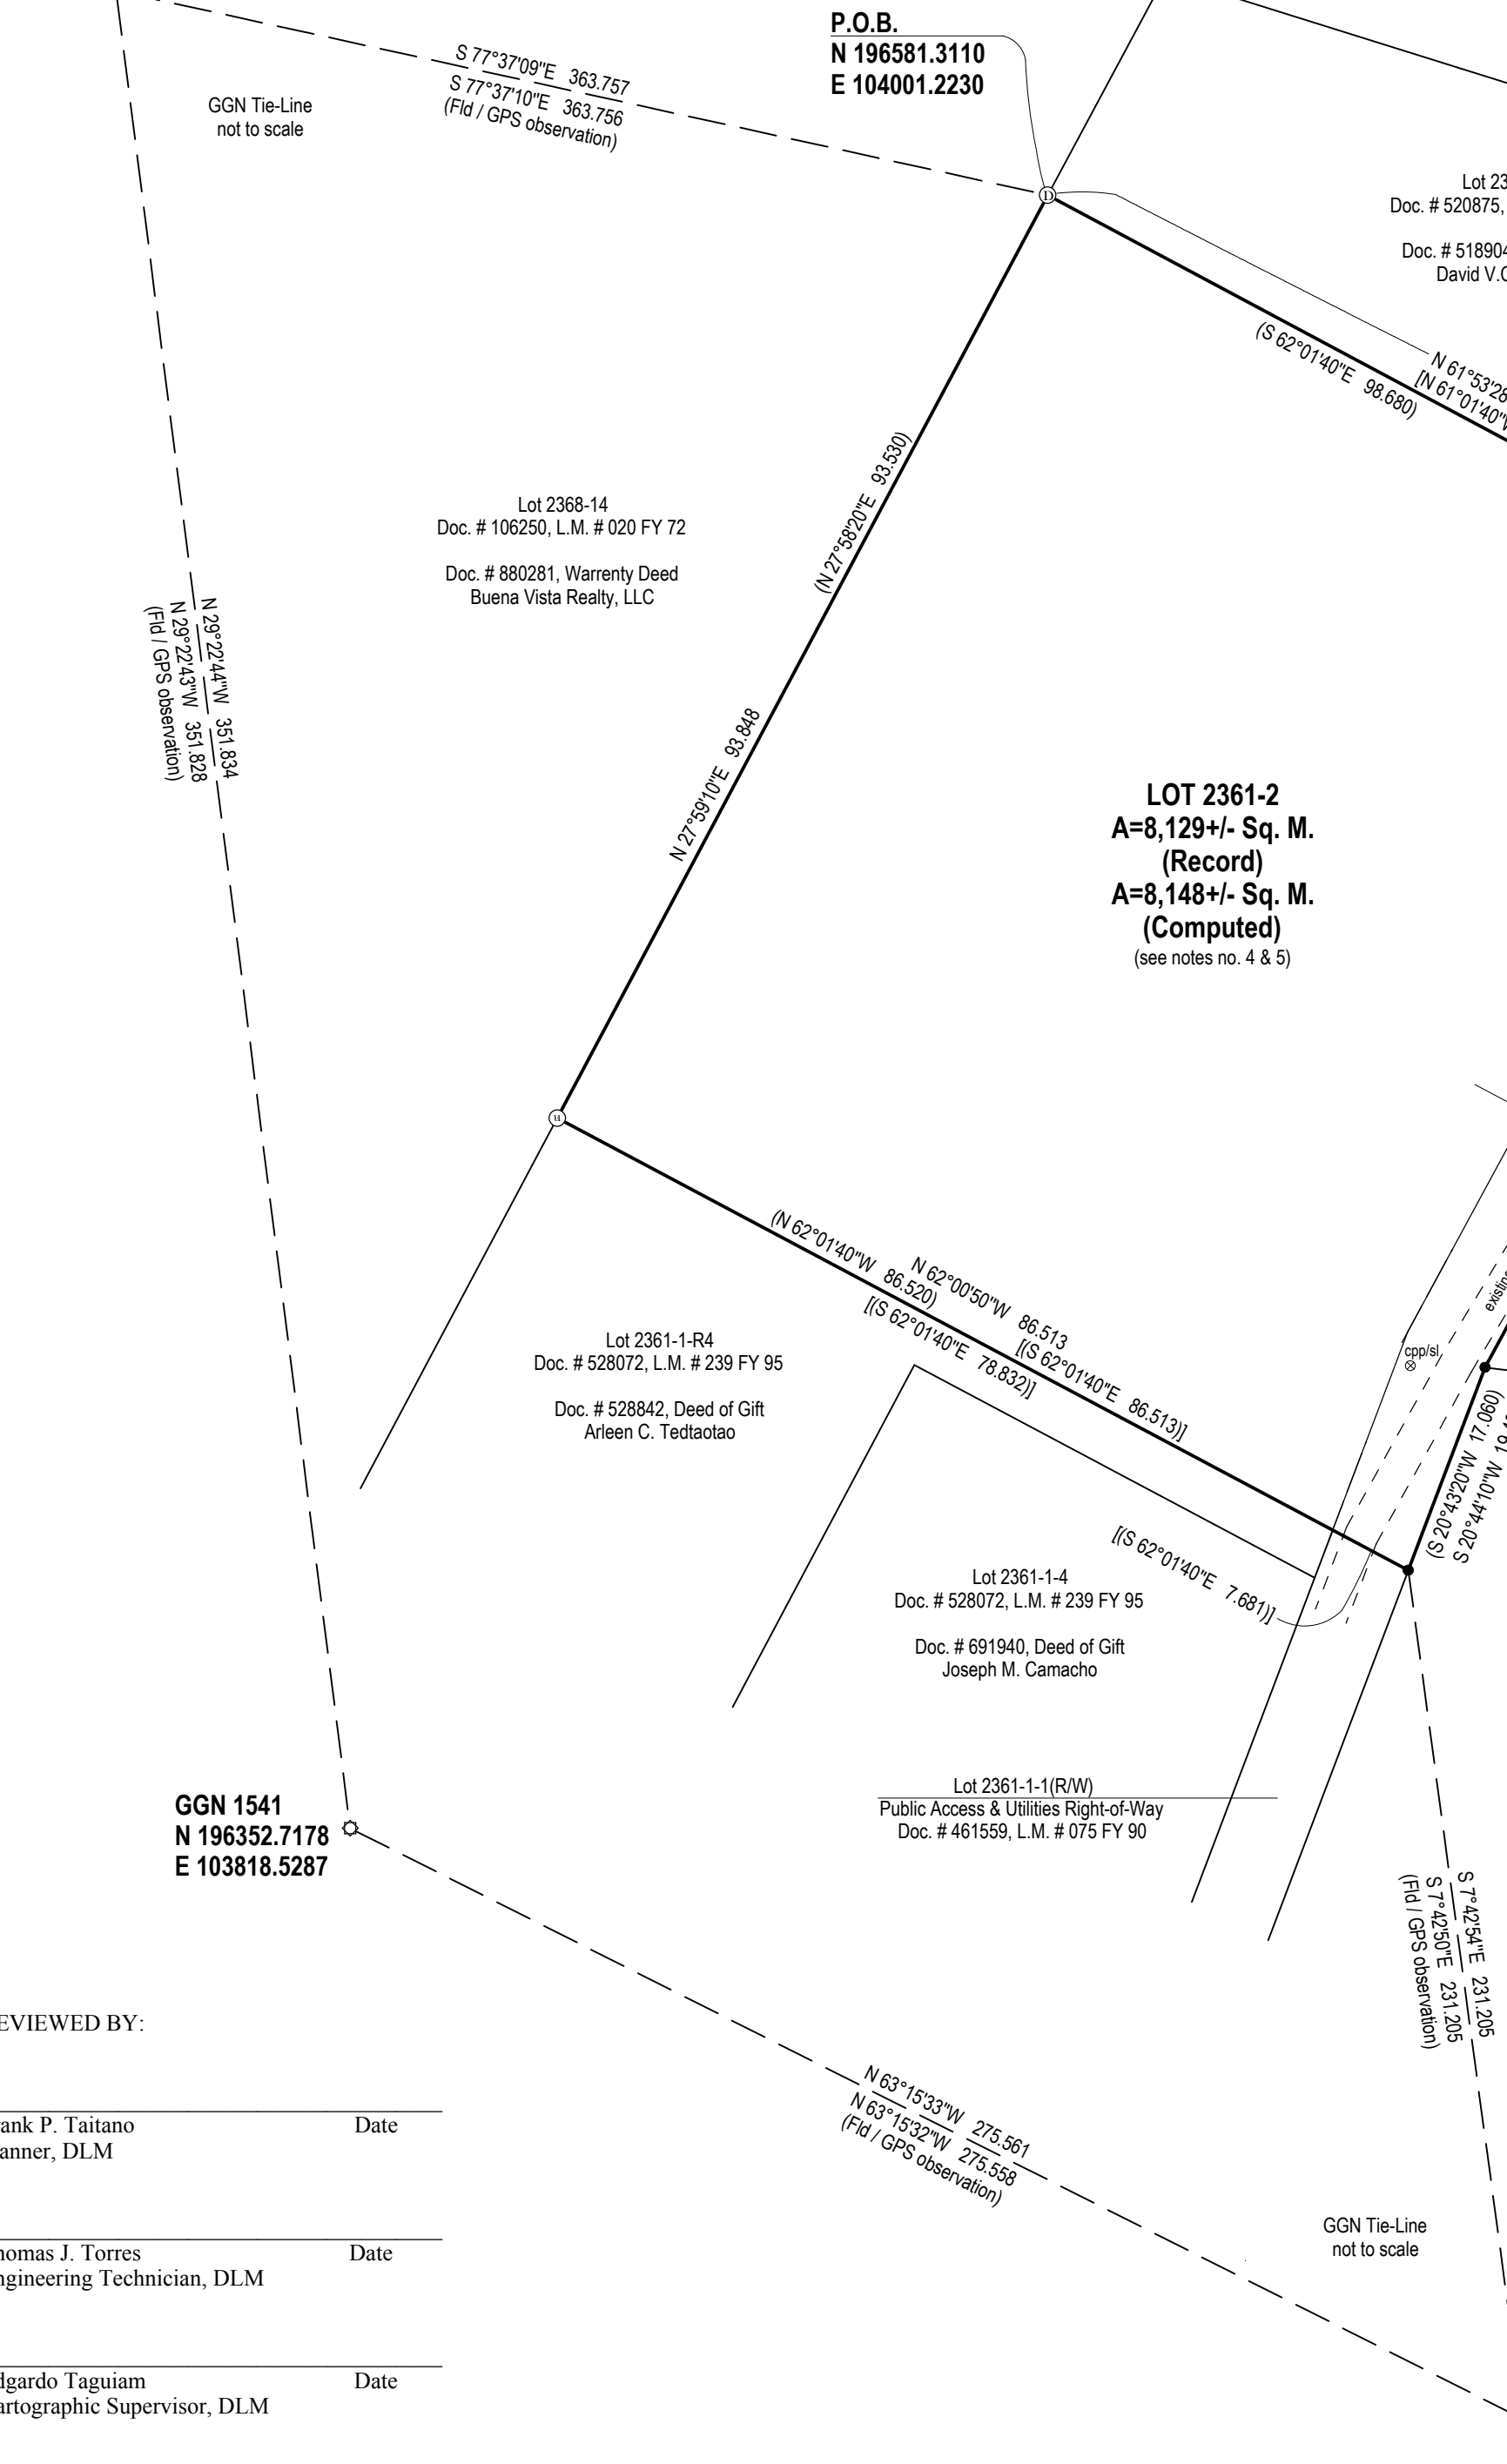 P.O.B.
N 196581.3110
E 104001.2230
S 77°37'09"E 363.757
S 77°37'10"E 363.756
(Fld / GPS observation)
GGN Tie-Line
not to scale
D
Lot 23
Doc. # 520875,
Doc. # 518904
David V.C
(S 62°01'40"E 98.680)
N 61°53'28
[N 61°01'40"W
(N 27°58'20"E 93.530)
Lot 2368-14
Doc. # 106250, L.M. # 020 FY 72
Doc. # 880281, Warrenty Deed
Buena Vista Realty, LLC
N 29°22'44"W 351.834
N 29°22'43"W 351.828
(Fld / GPS observation)
N 27°59'10"E 93.848
LOT 2361-2
A=8,129+/- Sq. M.
(Record)
A=8,148+/- Sq. M.
(Computed)
(see notes no. 4 & 5)
(N 62°01'40"W 86.520)
N 62°00'50"W 86.513
[(S 62°01'40"E 78.832)]
[(S 62°01'40"E 86.513)]
existing
cpp/sl
Lot 2361-1-R4
Doc. # 528072, L.M. # 239 FY 95
Doc. # 528842, Deed of Gift
Arleen C. Tedtaotao
(S 20°43'20"W 17.060)
S 20°44'10"W 19.4
[(S 62°01'40"E 7.681)]
Lot 2361-1-4
Doc. # 528072, L.M. # 239 FY 95
Doc. # 691940, Deed of Gift
Joseph M. Camacho
Lot 2361-1-1(R/W)
Public Access & Utilities Right-of-Way
Doc. # 461559, L.M. # 075 FY 90
GGN 1541
N 196352.7178
E 103818.5287
S 7°42'54"E 231.205
S 7°42'50"E 231.205
(Fld / GPS observation)
EVIEWED BY:
N 63°15'33"W 275.561
N 63°15'32"W 275.558
(Fld / GPS observation)
rank P. Taitano Date
anner, DLM
GGN Tie-Line
not to scale
homas J. Torres Date
ngineering Technician, DLM
dgardo Taguiam Date
artographic Supervisor, DLM